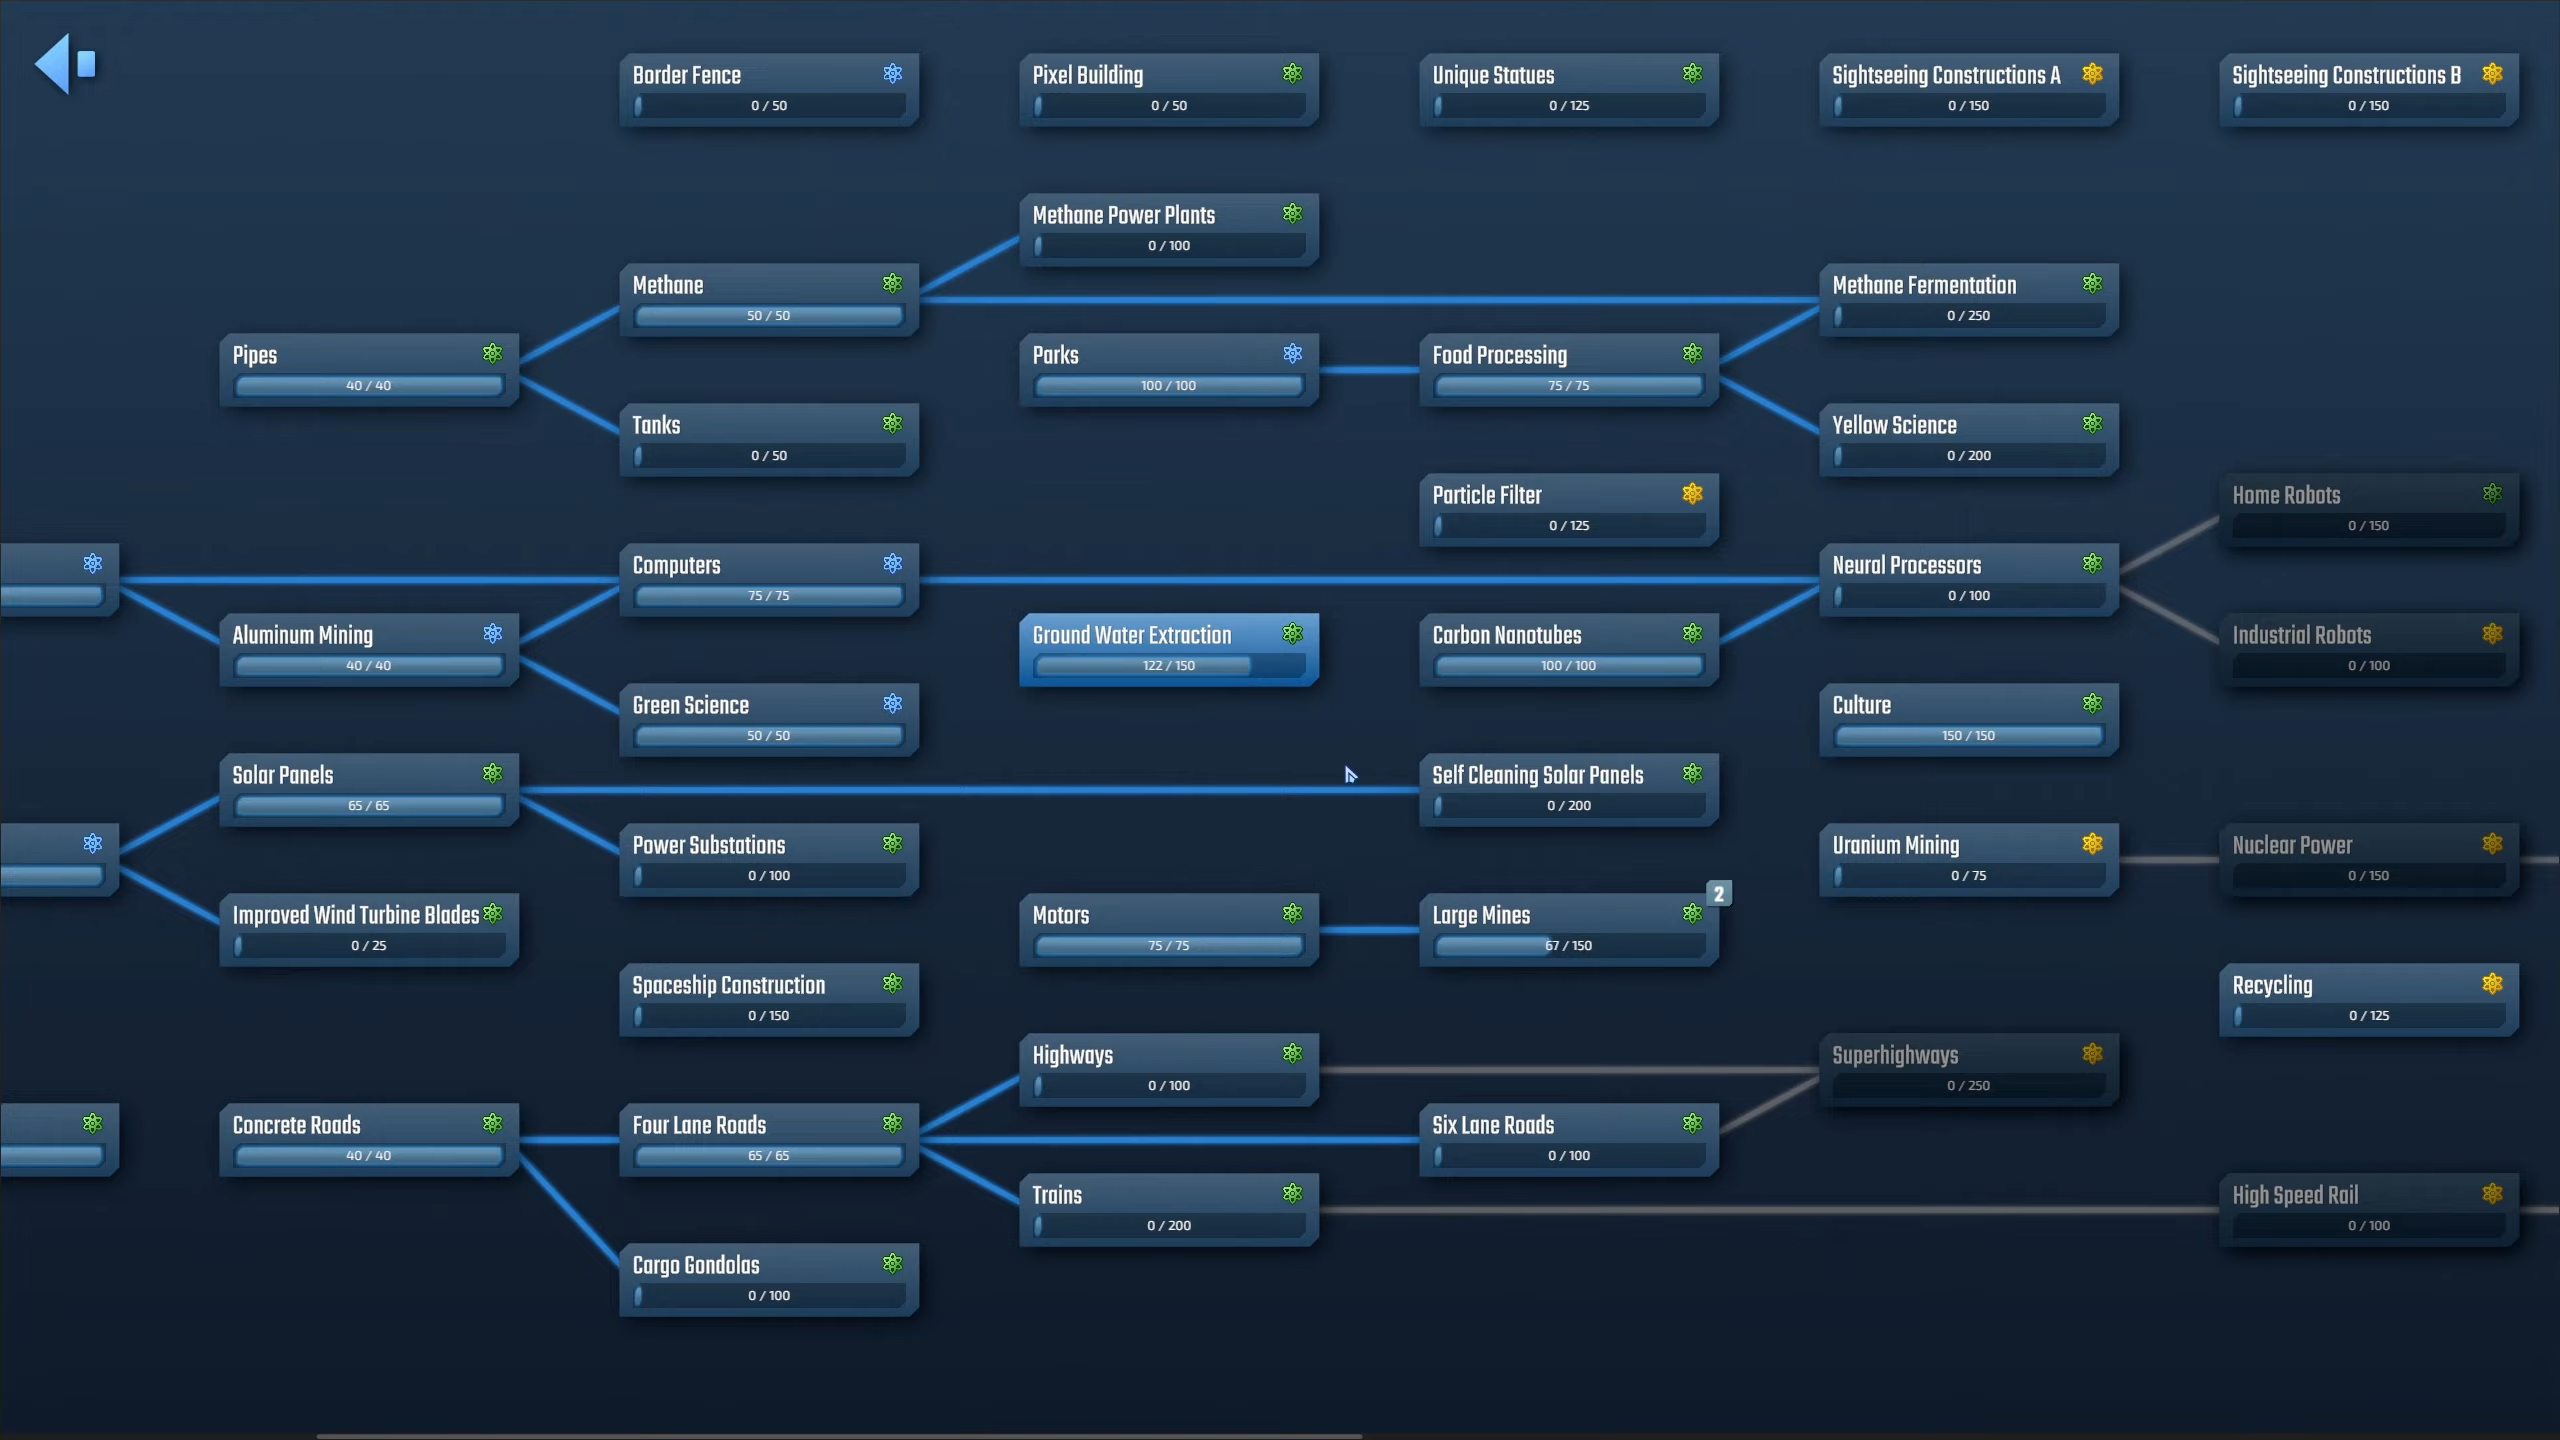 Border Fence
0 / 50
Pixel Building
0 / 50
Unique Statues
0 / 125
Sightseeing Constructions A
0 / 150
Sightseeing Constructions B
0 / 150
Methane Power Plants
0 / 100
Methane
50 / 50
Methane Fermentation
0 / 250
Pipes
40 / 40
Parks
100 / 100
Food Processing
75 / 75
Tanks
0 / 50
Yellow Science
0 / 200
Particle Filter
0 / 125
Home Robots
0 / 150
Computers
75 / 75
Neural Processors
0 / 100
Aluminum Mining
40 / 40
Ground Water Extraction
122 / 150
Carbon Nanotubes
100 / 100
Industrial Robots
0 / 100
Green Science
50 / 50
Culture
150 / 150
Solar Panels
65 / 65
Self Cleaning Solar Panels
0 / 200
Power Substations
0 / 100
Uranium Mining
0 / 75
Nuclear Power
0 / 150
Improved Wind Turbine Blades
0 / 25
Motors
75 / 75
2
Large Mines
67 / 150
Spaceship Construction
0 / 150
Recycling
0 / 125
Highways
0 / 100
Superhighways
0 / 250
Concrete Roads
40 / 40
Four Lane Roads
65 / 65
Six Lane Roads
0 / 100
Trains
0 / 200
High Speed Rail
0 / 100
Cargo Gondolas
0 / 100